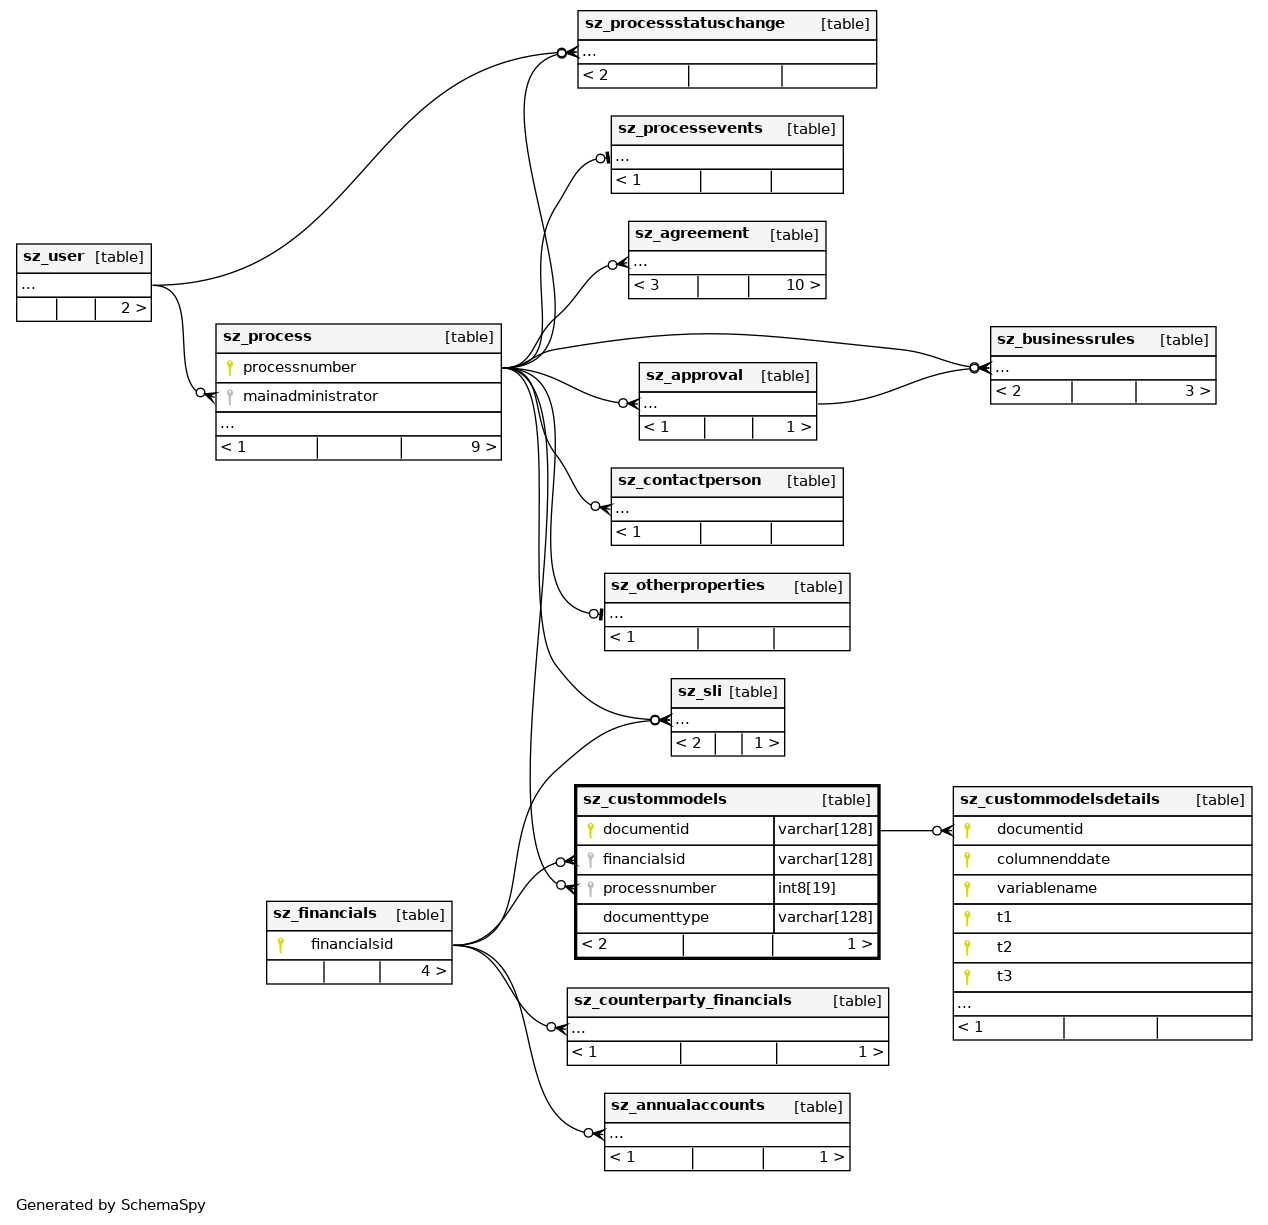 sz_processstatuschange [table]
...
< 2
sz_processevents [table]
...
< 1
sz_agreement [table]
...
< 3 10 >
sz_user [table]
...
2 >
sz_process [table]
processnumber
mainadministrator
...
< 1 9 >
sz_businessrules [table]
...
< 2 3 >
sz_approval [table]
...
< 1 1 >
sz_contactperson [table]
...
< 1
sz_otherproperties [table]
...
< 1
sz_sli [table]
...
< 2 1 >
sz_custommodels [table]
documentid varchar[128]
financialsid varchar[128]
processnumber int8[19]
documenttype varchar[128]
< 2 1 >
sz_custommodelsdetails [table]
documentid
columnenddate
variablename
t1
t2
t3
...
< 1
sz_financials [table]
financialsid
4 >
sz_counterparty_financials [table]
...
< 1 1 >
sz_annualaccounts [table]
...
< 1 1 >
Generated by SchemaSpy